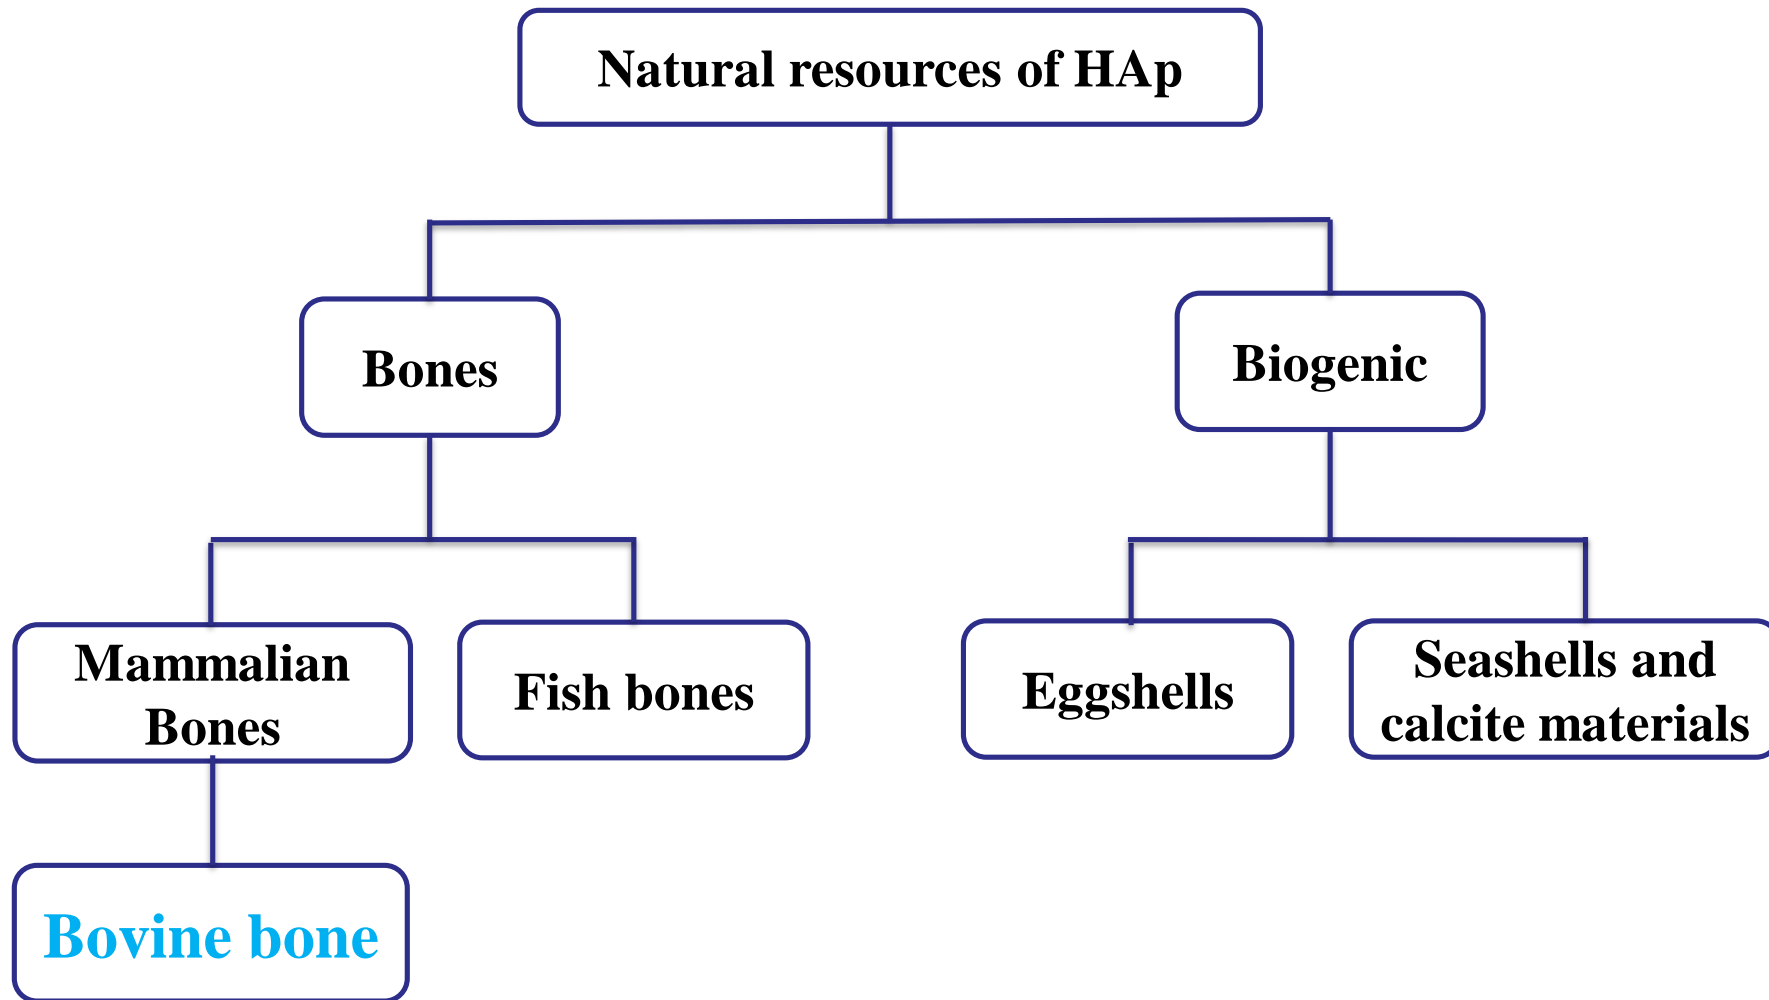 Natural resources of HAp
Bones
Biogenic
Mammalian
Bones
Fish bones
Eggshells
Seashells and
calcite materials
Bovine bone